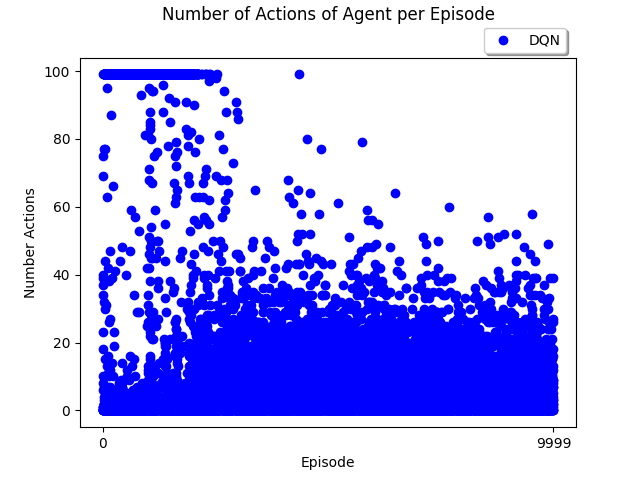 Number of Actions of Agent per Episode
DQN
100
80
60
40
20
0
Number Actions
0
9999
Episode